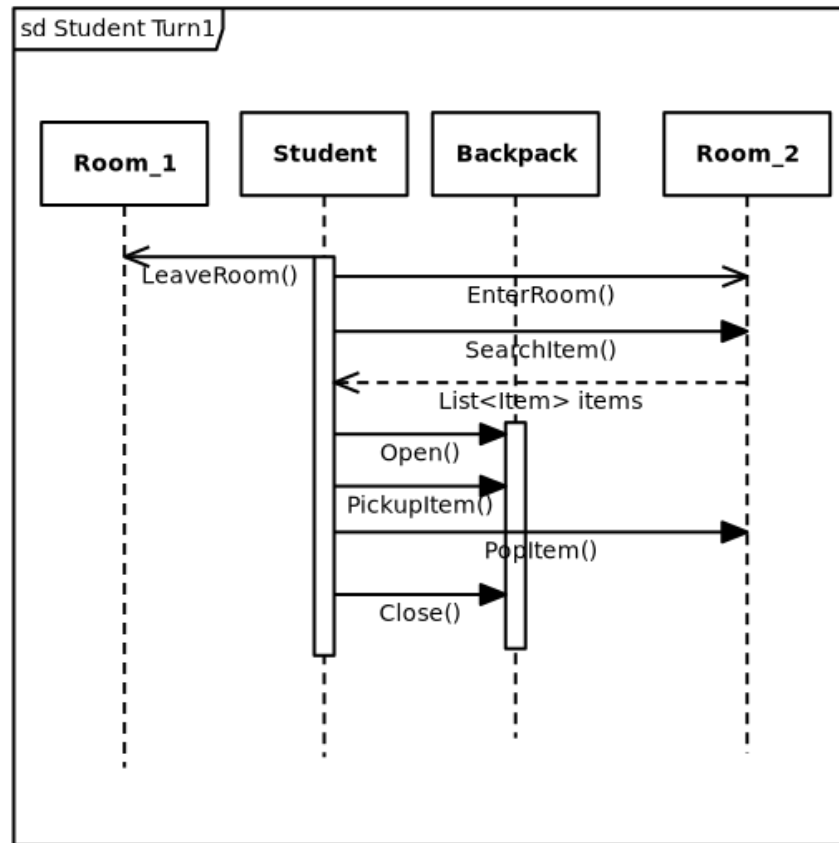 sd Student Turn1
Room_1
Student
Backpack
Room_2
LeaveRoom()
EnterRoom()
SearchItem()
List<Item> items
Open()
PickupItem()
PopItem()
Close()